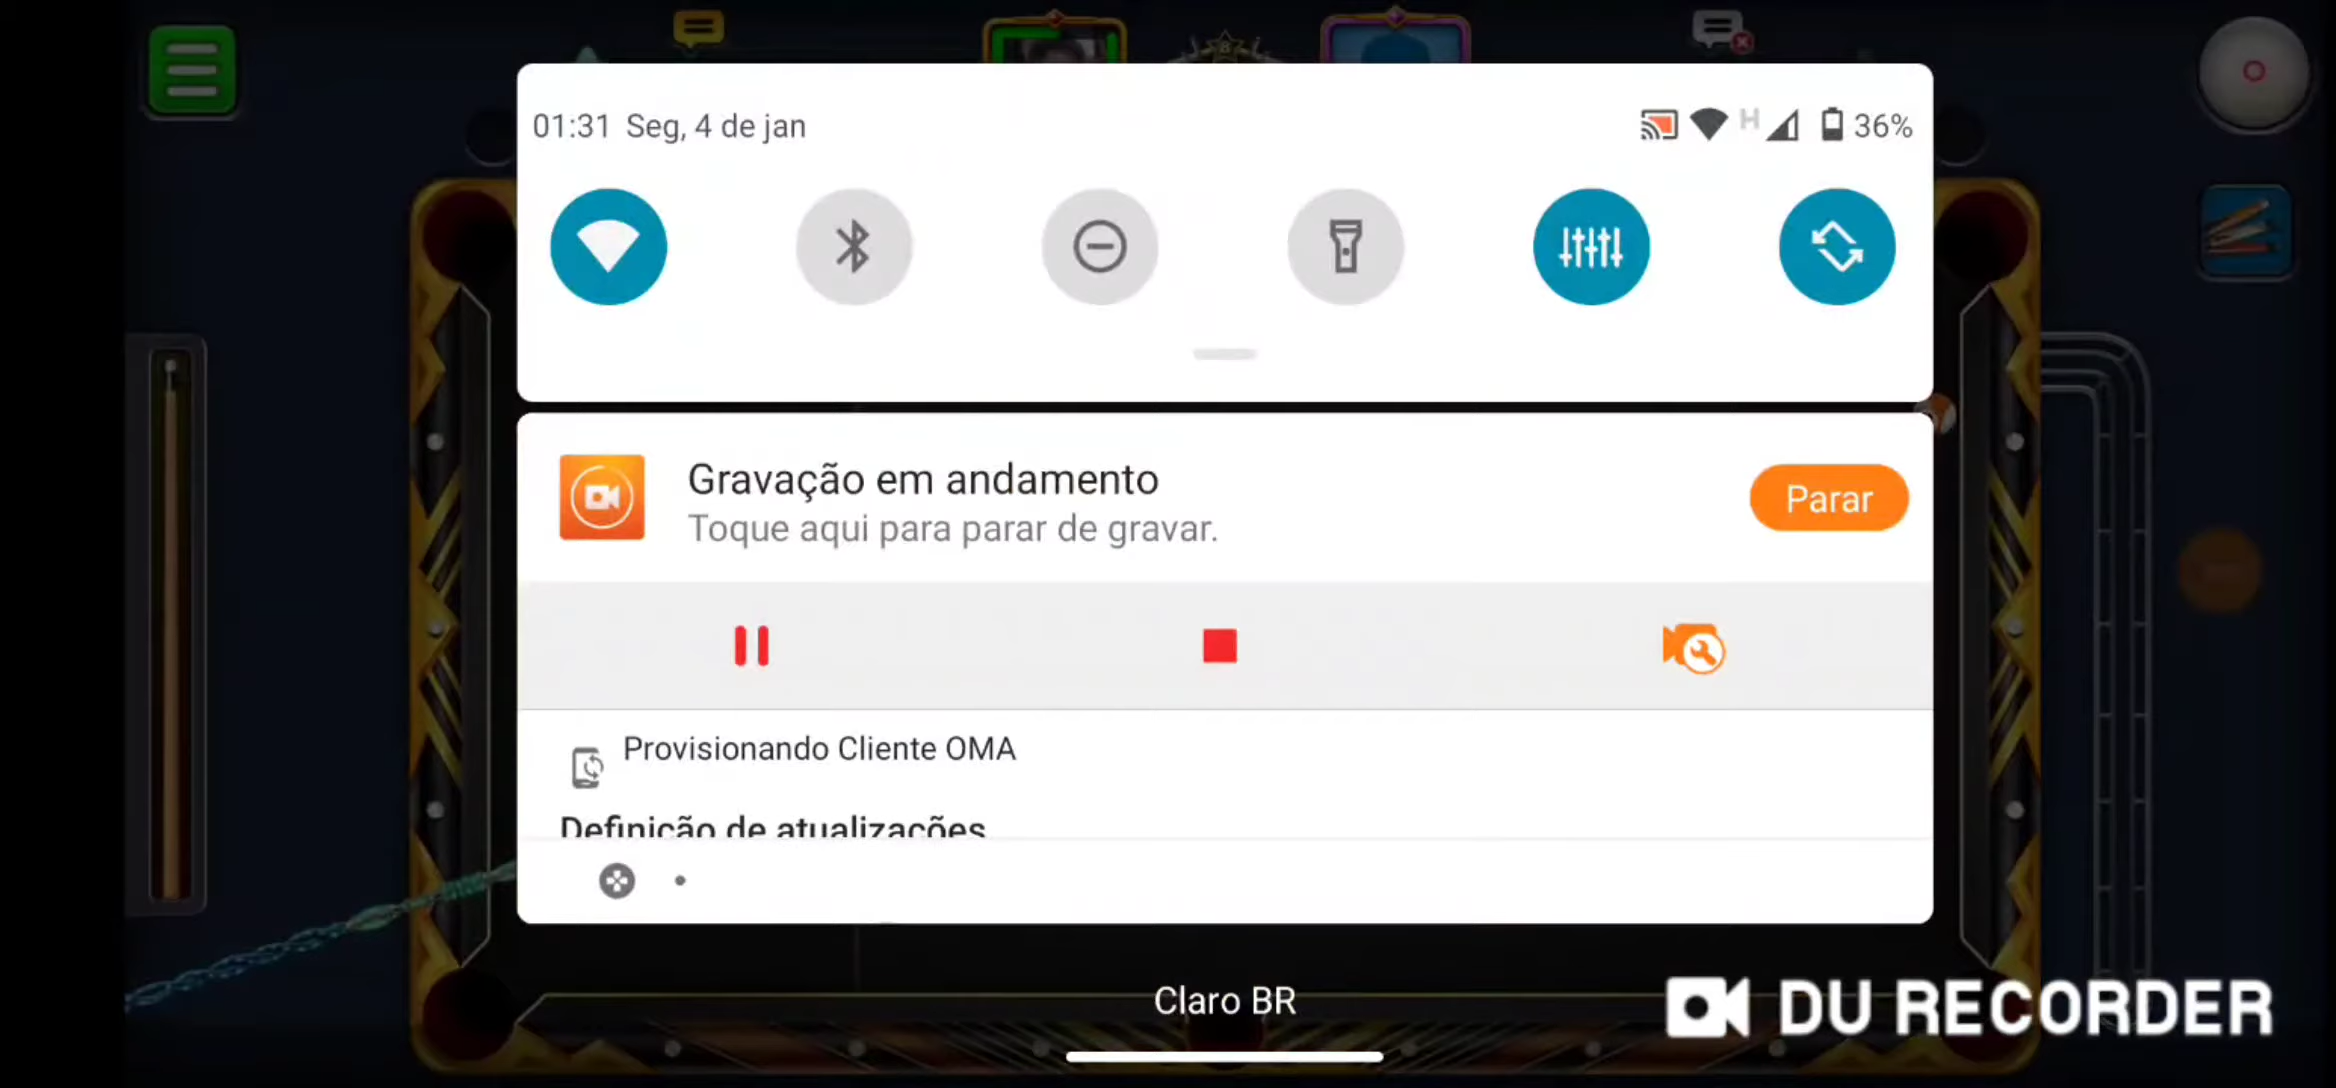 01:31 Seg, 4 de jan
H 36%
Gravação em andamento
Toque aqui para parar de gravar.
Parar
Provisionando Cliente OMA
Definição de atualizações
Claro BR
DU RECORDER
8